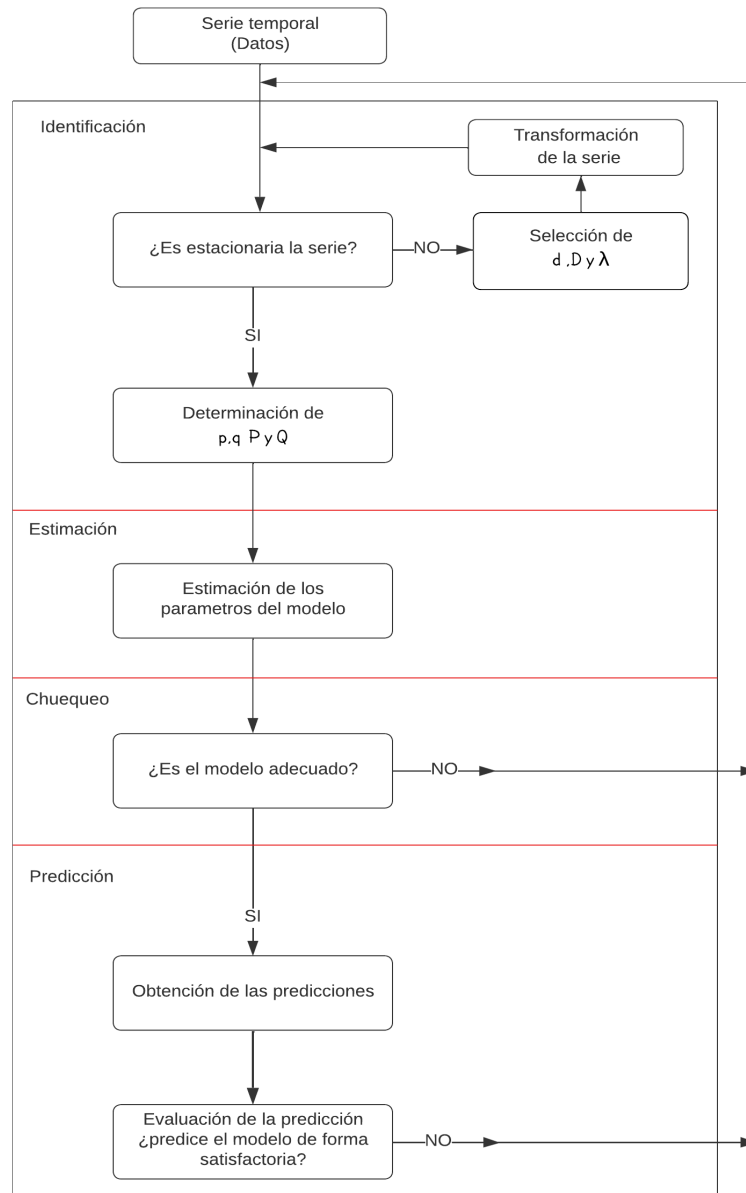 Serie temporal
(Datos)
Identificación
Transformación
de la serie
¿Es estacionaria la serie?
NO
Selección de
d ,D y λ
SI
Determinación de
p,q P y Q
Estimación
Estimación de los
parametros del modelo
Chuequeo
¿Es el modelo adecuado?
NO
Predicción
SI
Obtención de las predicciones
Evaluación de la predicción
¿predice el modelo de forma
satisfactoria?
NO